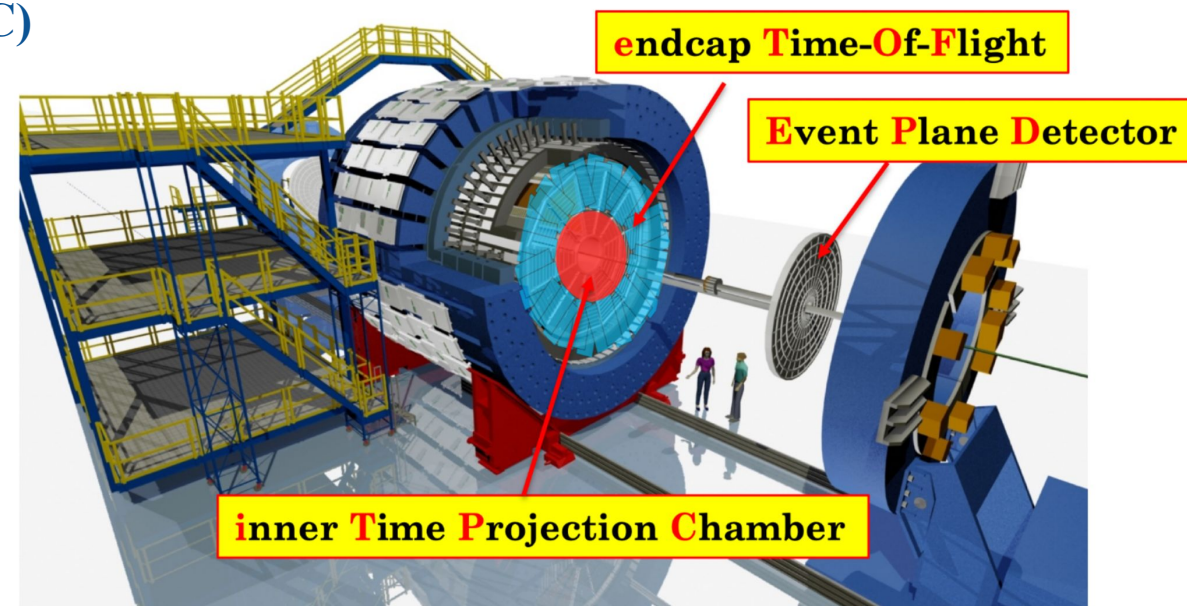 C)
endcap Time-Of-Flight
Event Plane Detector
inner Time Projection Chamber